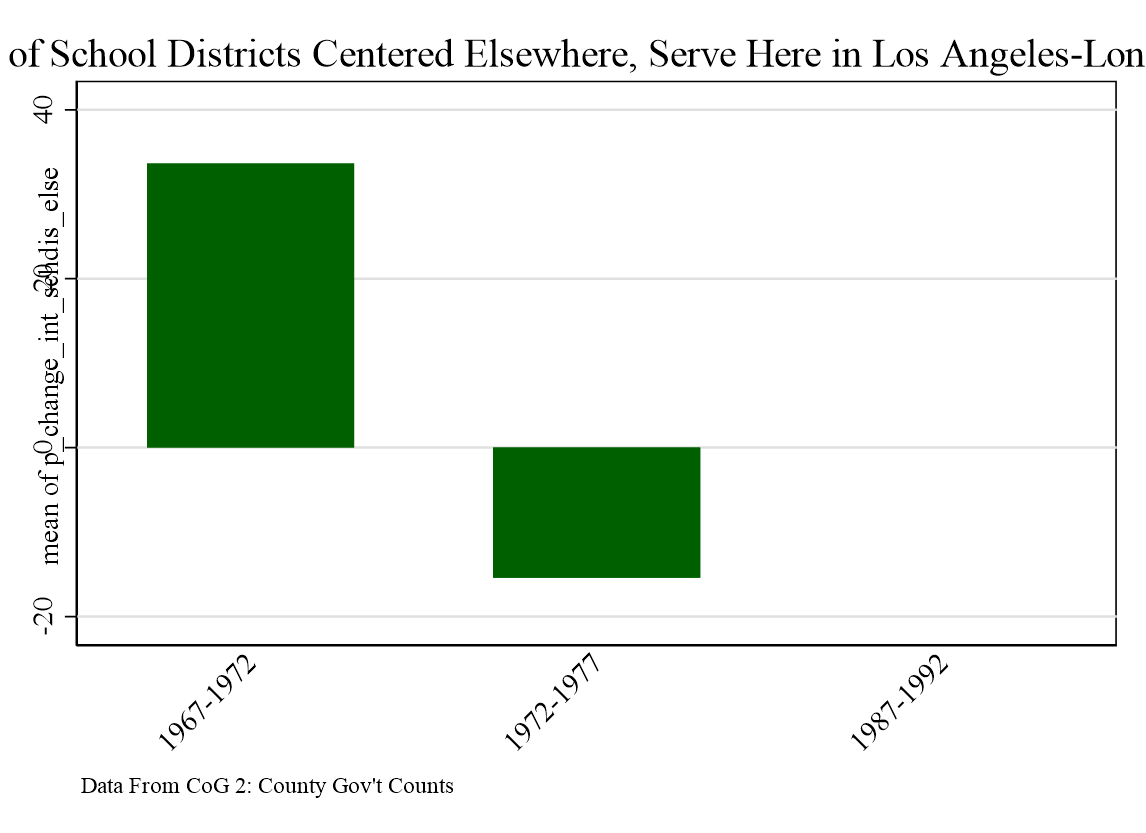 of School Districts Centered Elsewhere, Serve Here in Los Angeles-Lon
mean of p_change_int_schdis_else
40
20
0
-20
1967-1972
1972-1977
1987-1992
Data From CoG 2: County Gov't Counts